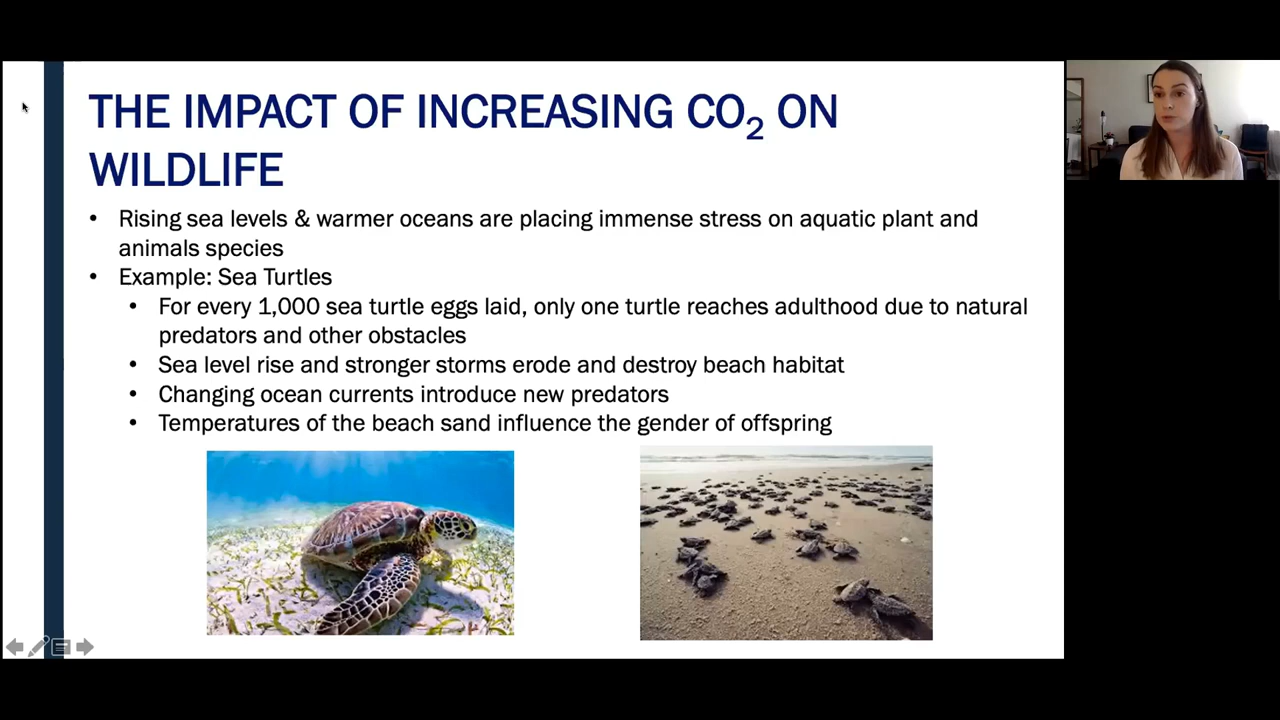 THE IMPACT OF INCREASING CO₂ ON
WILDLIFE
• Rising sea levels & warmer oceans are placing immense stress on aquatic plant and
animals species
• Example: Sea Turtles
• For every 1,000 sea turtle eggs laid, only one turtle reaches adulthood due to natural
predators and other obstacles
• Sea level rise and stronger storms erode and destroy beach habitat
• Changing ocean currents introduce new predators
• Temperatures of the beach sand influence the gender of offspring